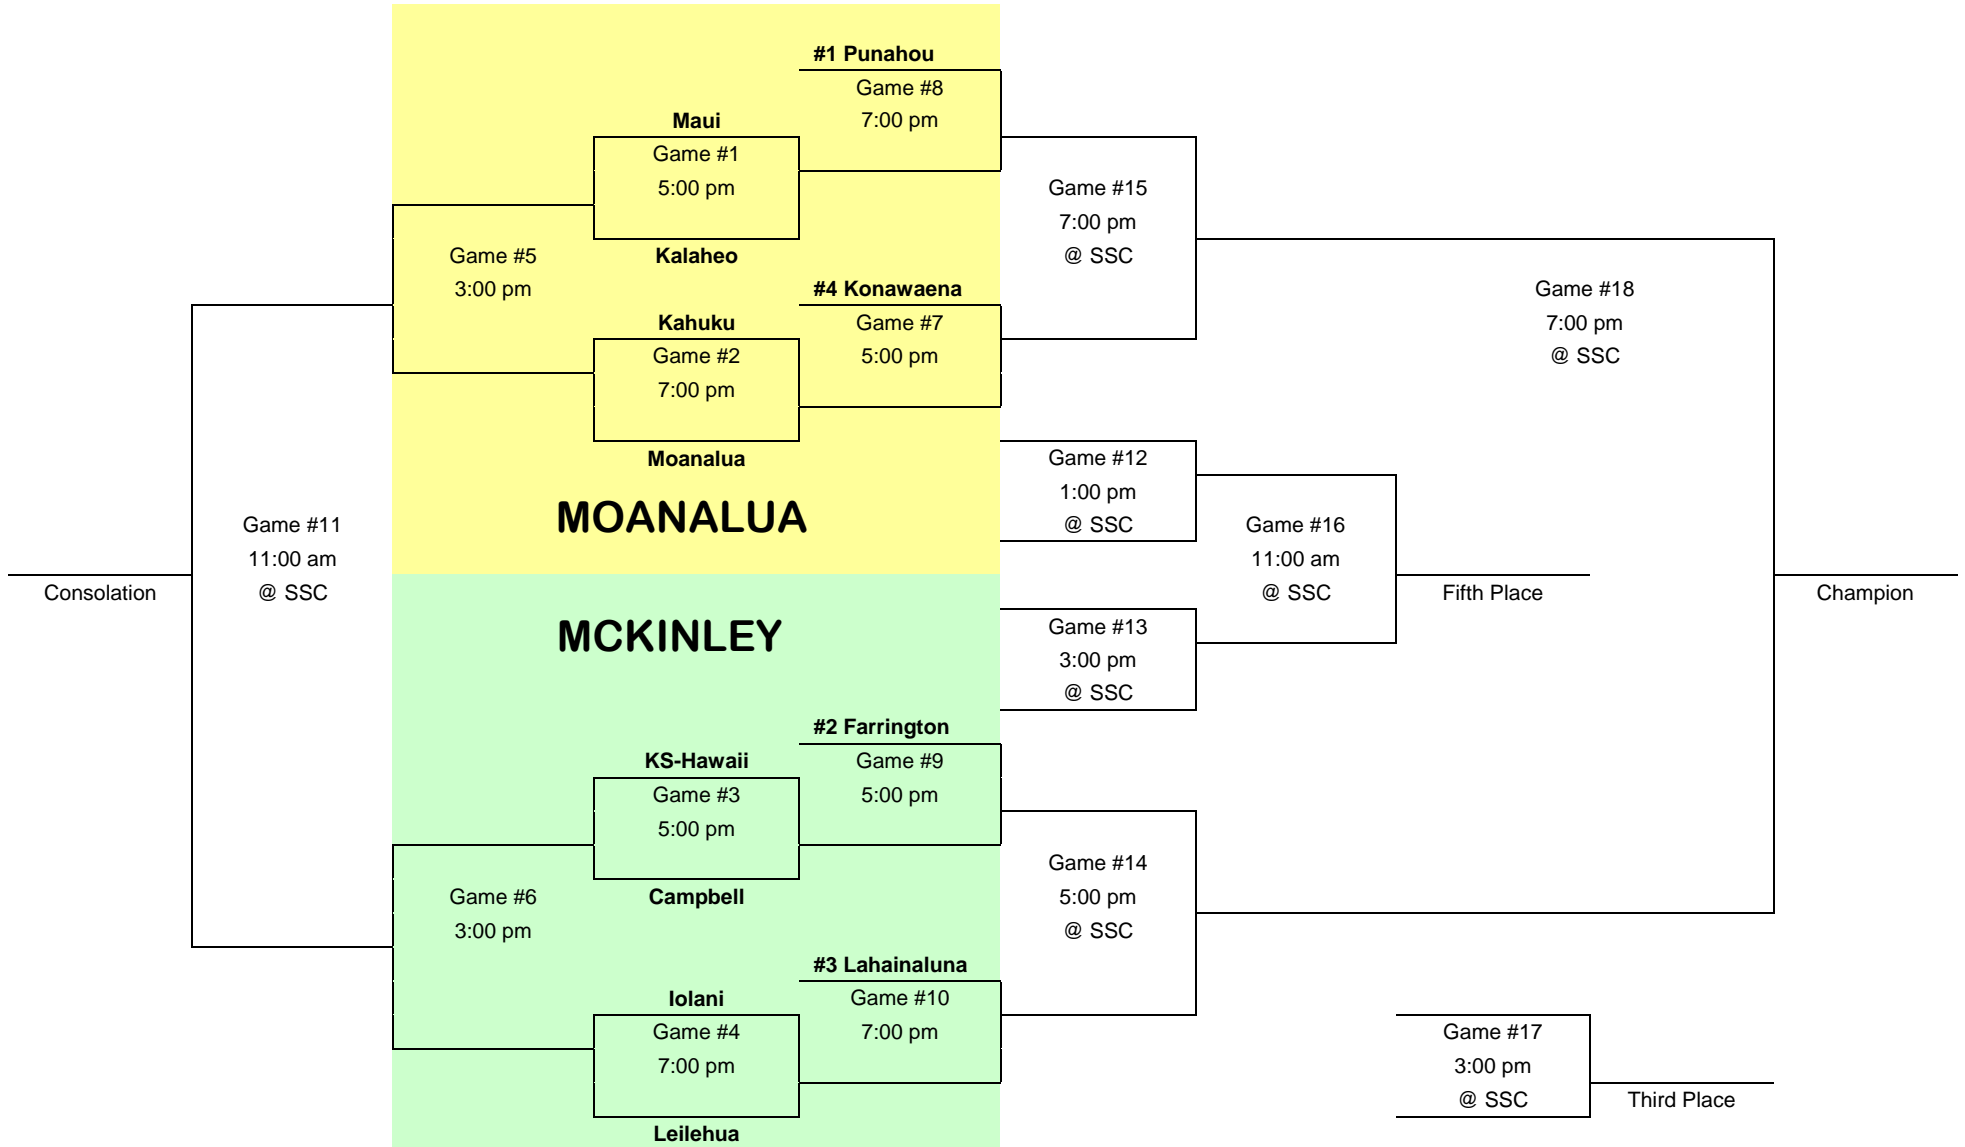 #1 Punahou
Game #8
7:00 pm
Maui
Game #1
5:00 pm
Kalaheo
Game #5
3:00 pm
#4 Konawaena
Game #7
5:00 pm
Kahuku
Game #2
7:00 pm
Moanalua
Game #15
7:00 pm
@ SSC
Game #18
7:00 pm
@ SSC
MOANALUA
Game #12
1:00 pm
@ SSC
Game #11
11:00 am
@ SSC
Consolation
Game #16
11:00 am
@ SSC
Fifth Place
Champion
MCKINLEY
Game #13
3:00 pm
@ SSC
#2 Farrington
Game #9
5:00 pm
KS-Hawaii
Game #3
5:00 pm
Campbell
Game #6
3:00 pm
Game #14
5:00 pm
@ SSC
#3 Lahainaluna
Game #10
7:00 pm
Iolani
Game #4
7:00 pm
Leilehua
Game #17
3:00 pm
@ SSC
Third Place